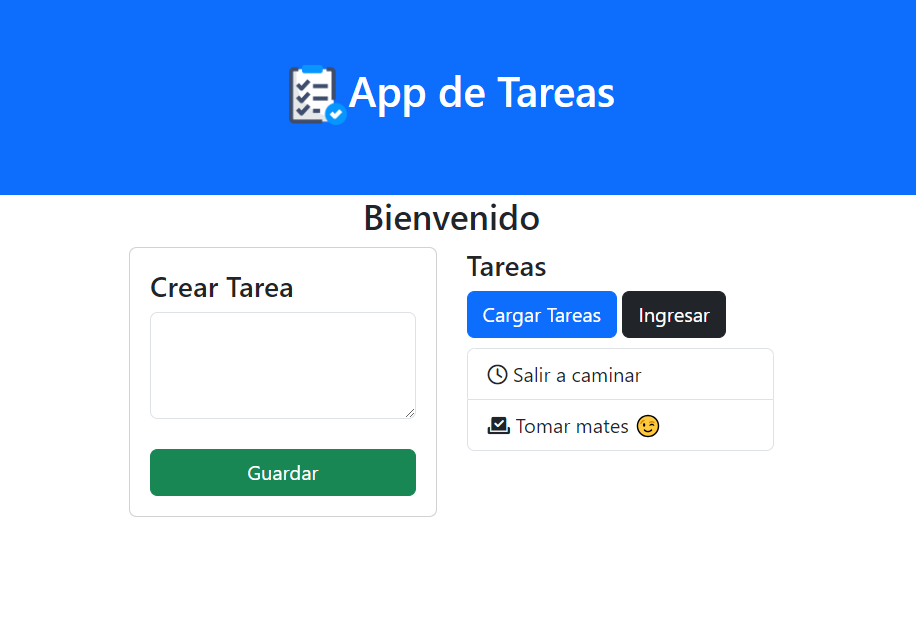 App de Tareas
Bienvenido
Crear Tarea
Guardar
Tareas
Cargar Tareas
Ingresar
Salir a caminar
Tomar mates 😉